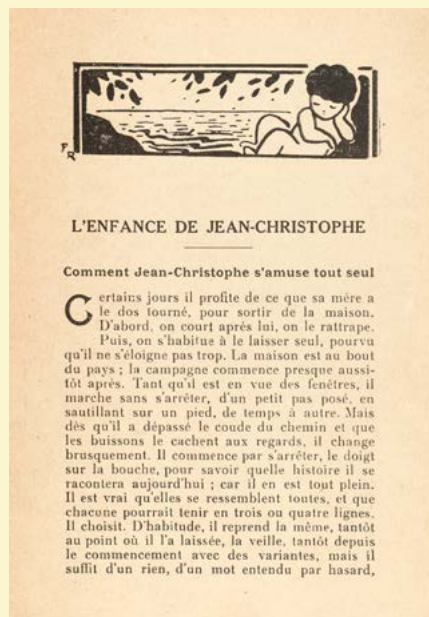 FR
L'ENFANCE DE JEAN-CHRISTOPHE
Comment Jean-Christophe s'amuse tout seul
Certains jours il profite de ce que sa mère a
le dos tourné, pour sortir de la maison.
D'abord, on court après lui, on le rattrape.
Puis, on s'habitue à le laisser seul, pourvu
qu'il ne s'éloigne pas trop. La maison est au bout
du pays ; la campagne commence presque aussi-
tôt après. Tant qu'il est en vue des fenêtres, il
marche sans s'arrêter, d'un petit pas posé, en
sautillant sur un pied, de temps à autre. Mais
dès qu'il a dépassé le coude du chemin et que
les buissons le cachent aux regards, il change
brusquement. Il commence par s'arrêter, le doigt
sur la bouche, pour savoir quelle histoire il se
racontera aujourd'hui ; car il en est tout plein.
Il est vrai qu'elles se ressemblent toutes, et que
chacune pourrait tenir en trois ou quatre lignes.
Il choisit. D'habitude, il reprend la même, tantôt
au point où il l'a laissée, la veille, tantôt depuis
le commencement avec des variantes, mais il
suffit d'un rien, d'un mot entendu par hasard,